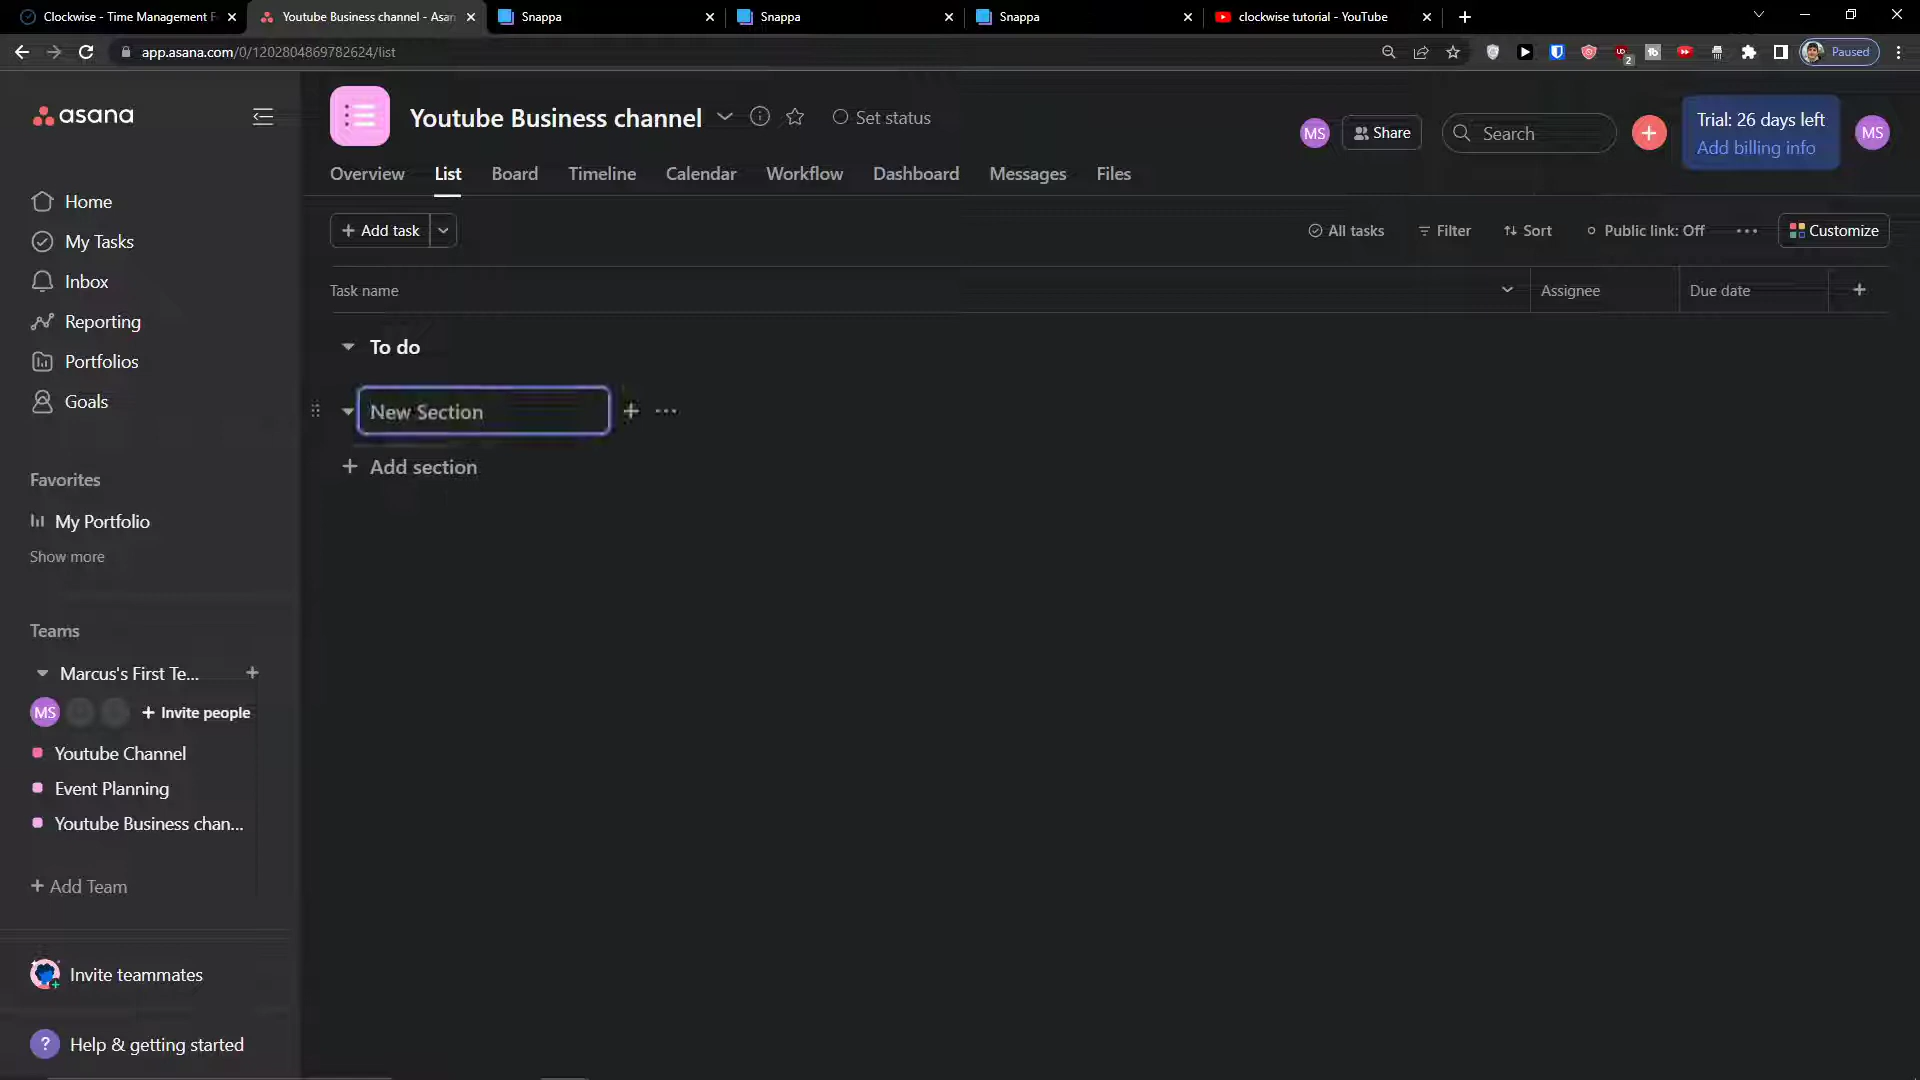 Clockwise - Time Management F
Youtube Business channel - Asan
Snappa
Snappa
Snappa
clockwise tutorial - YouTube
app.asana.com/0/1202804869782624/list
2
Paused
asana
Home
My Tasks
Inbox
Reporting
Portfolios
Goals
Favorites
My Portfolio
Show more
Teams
Marcus's First Te...
MS
Invite people
Youtube Channel
Event Planning
Youtube Business chan...
Add Team
Invite teammates
? Help & getting started
Youtube Business channel
Set status
MS
Share
Search
Trial: 26 days left
Add billing info
MS
Overview List Board Timeline Calendar Workflow Dashboard Messages Files
+ Add task
All tasks Filter Sort Public link: Off Customize
Task name Assignee Due date
To do
New Section
+ Add section